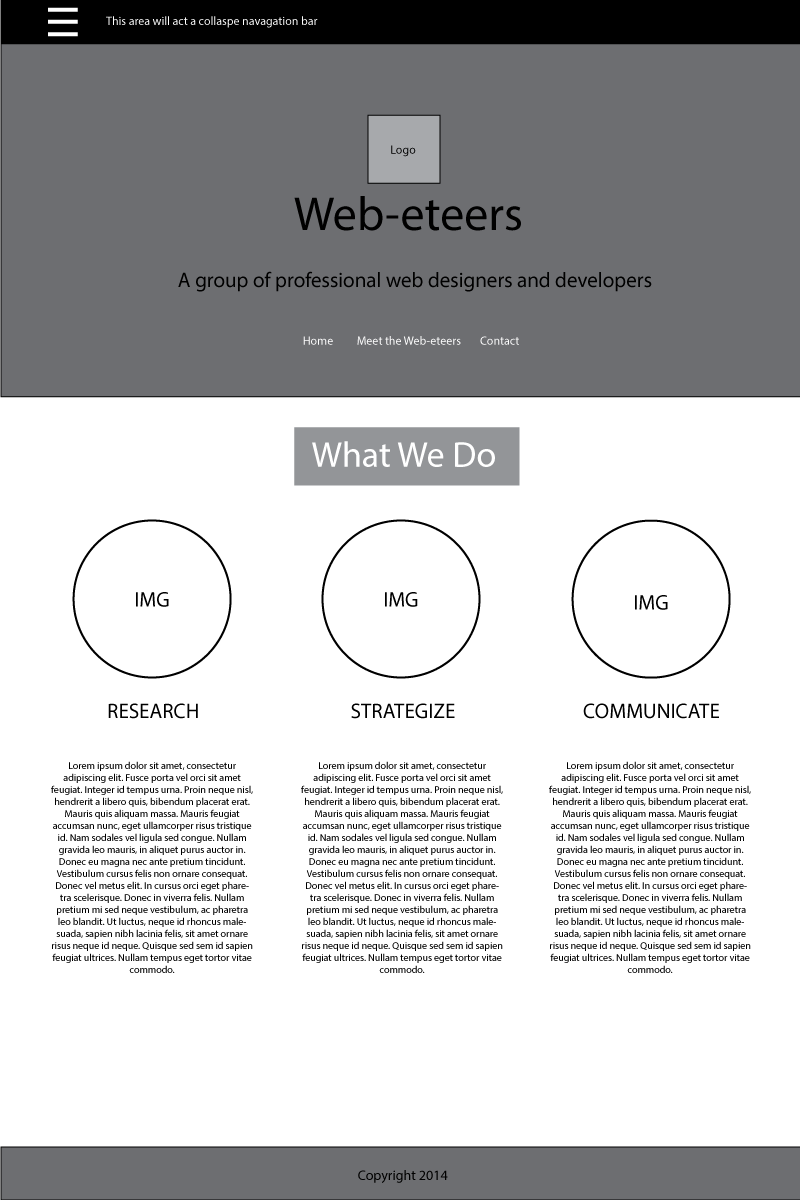 This area will act a collaspe navagation bar
Logo
Web-eteers
A group of professional web designers and developers
Home Meet the Web-eteers Contact
What We Do
IMG
IMG
IMG
RESEARCH
Lorem ipsum dolor sit amet, consectetur
adipiscing elit. Fusce porta vel orci sit amet
feugiat. Integer id tempus urna. Proin neque nisl,
hendrerit a libero quis, bibendum placerat erat.
Mauris quis aliquam massa. Mauris feugiat
accumsan nunc, eget ullamcorper risus tristique
id. Nam sodales vel ligula sed congue. Nullam
gravida leo mauris, in aliquet purus auctor in.
Donec eu magna nec ante pretium tincidunt.
Vestibulum cursus felis non ornare consequat.
Donec vel metus elit. In cursus orci eget phare-
tra scelerisque. Donec in viverra felis. Nullam
pretium mi sed neque vestibulum, ac pharetra
leo blandit. Ut luctus, neque id rhoncus male-
suada, sapien nibh lacinia felis, sit amet ornare
risus neque id neque. Quisque sed sem id sapien
feugiat ultrices. Nullam tempus eget tortor vitae
commodo.
STRATEGIZE
Lorem ipsum dolor sit amet, consectetur
adipiscing elit. Fusce porta vel orci sit amet
feugiat. Integer id tempus urna. Proin neque nisl,
hendrerit a libero quis, bibendum placerat erat.
Mauris quis aliquam massa. Mauris feugiat
accumsan nunc, eget ullamcorper risus tristique
id. Nam sodales vel ligula sed congue. Nullam
gravida leo mauris, in aliquet purus auctor in.
Donec eu magna nec ante pretium tincidunt.
Vestibulum cursus felis non ornare consequat.
Donec vel metus elit. In cursus orci eget phare-
tra scelerisque. Donec in viverra felis. Nullam
pretium mi sed neque vestibulum, ac pharetra
leo blandit. Ut luctus, neque id rhoncus male-
suada, sapien nibh lacinia felis, sit amet ornare
risus neque id neque. Quisque sed sem id sapien
feugiat ultrices. Nullam tempus eget tortor vitae
commodo.
COMMUNICATE
Lorem ipsum dolor sit amet, consectetur
adipiscing elit. Fusce porta vel orci sit amet
feugiat. Integer id tempus urna. Proin neque nisl,
hendrerit a libero quis, bibendum placerat erat.
Mauris quis aliquam massa. Mauris feugiat
accumsan nunc, eget ullamcorper risus tristique
id. Nam sodales vel ligula sed congue. Nullam
gravida leo mauris, in aliquet purus auctor in.
Donec eu magna nec ante pretium tincidunt.
Vestibulum cursus felis non ornare consequat.
Donec vel metus elit. In cursus orci eget phare-
tra scelerisque. Donec in viverra felis. Nullam
pretium mi sed neque vestibulum, ac pharetra
leo blandit. Ut luctus, neque id rhoncus male-
suada, sapien nibh lacinia felis, sit amet ornare
risus neque id neque. Quisque sed sem id sapien
feugiat ultrices. Nullam tempus eget tortor vitae
commodo.
Copyright 2014